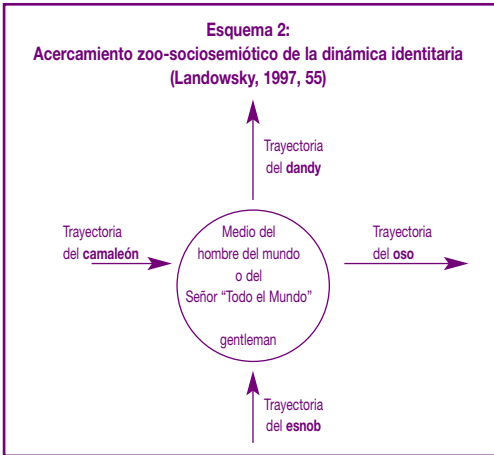 Esquema 2:
Acercamiento zoo-sociosemiótico de la dinámica identitaria
(Landowsky, 1997, 55)
Trayectoria
del dandy
Trayectoria
del camaleón
Medio del
hombre del mundo
o del
Señor “Todo el Mundo”
gentleman
Trayectoria
del oso
Trayectoria
del esnob